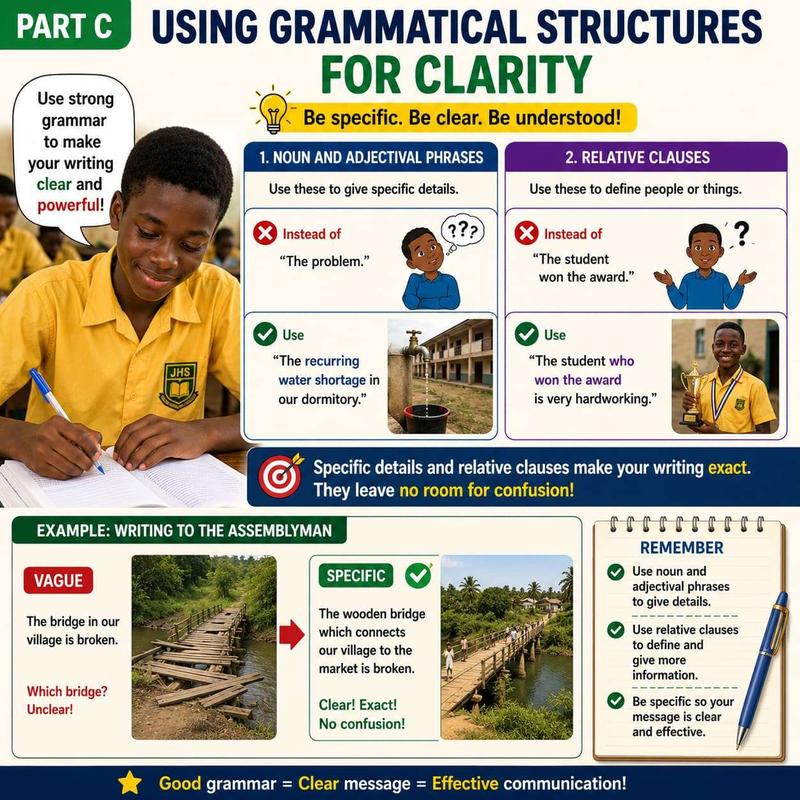 PART C
USING GRAMMATICAL STRUCTURES
FOR CLARITY
Be specific. Be clear. Be understood!
Use strong
grammar
to make
your writing
clear and
powerful!
JHS
1. NOUN AND ADJECTIVAL PHRASES
Use these to give specific details.
Instead of
“The problem.”
???
Use
“The recurring
water shortage in
our dormitory.”
2. RELATIVE CLAUSES
Use these to define people or things.
Instead of
“The student
won the award.”
?
Use
“The student who
won the award
is very hardworking.”
Specific details and relative clauses make your writing exact.
They leave no room for confusion!
EXAMPLE: WRITING TO THE ASSEMBLYMAN
VAGUE
The bridge in our
village is broken.
Which bridge?
Unclear!
SPECIFIC
The wooden bridge
which connects
our village to the
market is broken.
Clear! Exact!
No confusion!
REMEMBER
Use noun and
adjectival phrases
to give details.
Use relative clauses
to define and
give more
information.
Be specific so your
message is clear
and effective.
Good grammar = Clear message = Effective communication!